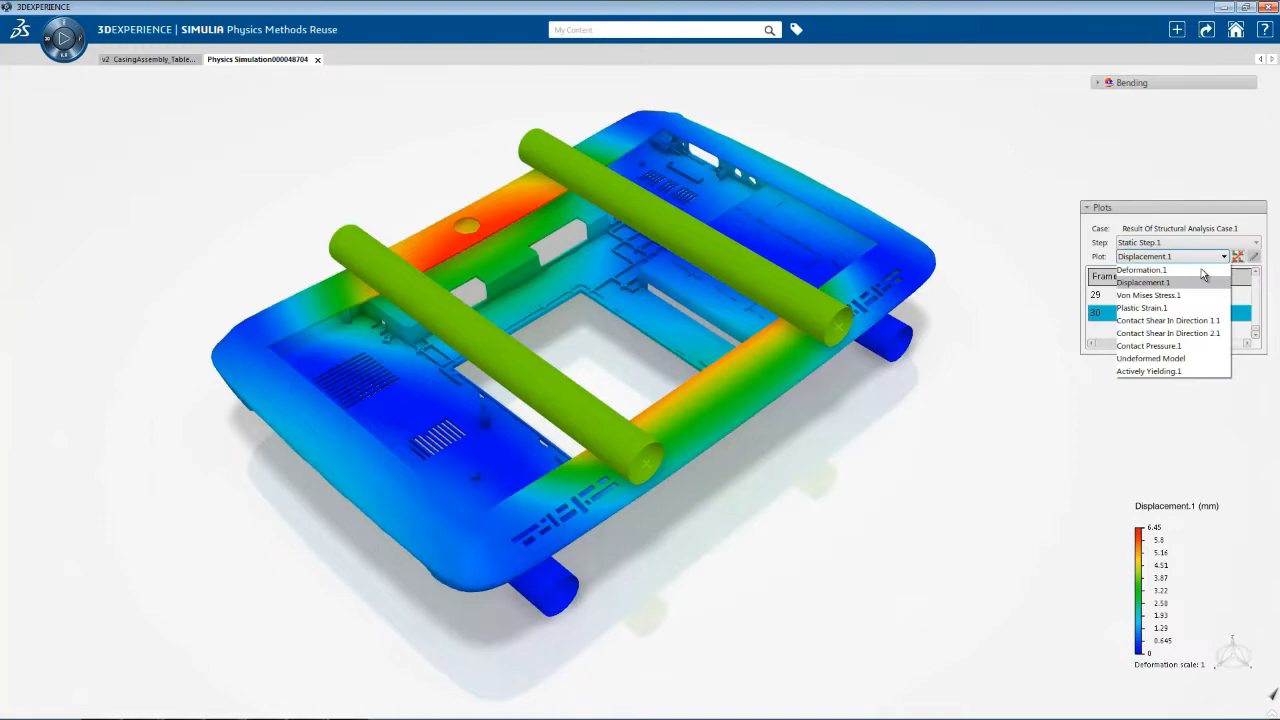 3DEXPERIENCE
3DEXPERIENCE | SIMULIA Physics Methods Reuse
My Content
v2_CasingAssembly_Table...
Physics Simulation000048704
Bending
Plots
Case: Result Of Structural Analysis Case.1
Step: Static Step.1
Plot: Displacement.1
Deformation.1
Displacement.1
Von Mises Stress.1
Plastic Strain.1
Contact Shear In Direction 1.1
Contact Shear In Direction 2.1
Contact Pressure.1
Undeformed Model
Actively Yielding.1
29
30
Displacement.1 (mm)
6.45
5.8
5.16
4.51
3.87
3.22
2.58
1.93
1.29
0.645
0
Deformation scale: 1